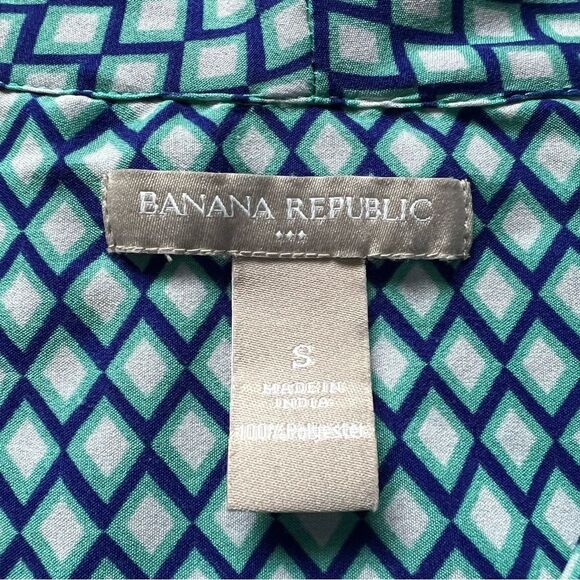 BANANA REPUBLIC
S
MADE IN
INDIA
100% Polyester